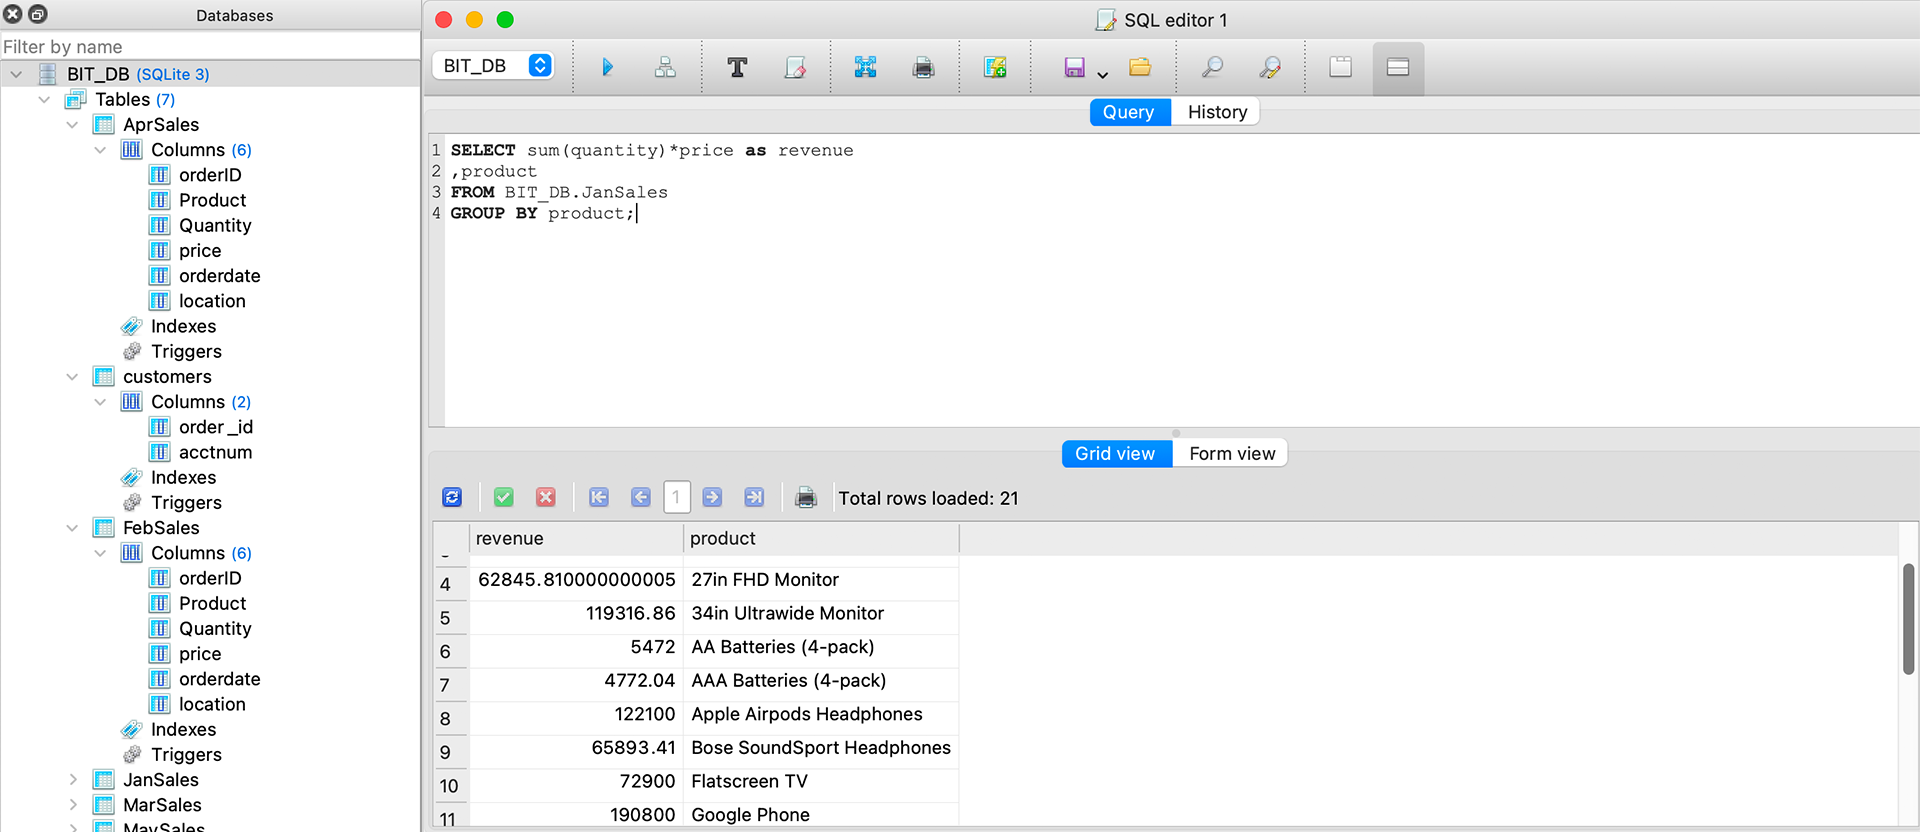 Databases
Filter by name
BIT_DB (SQLite 3)
Tables (7)
AprSales
Columns (6)
orderID
Product
Quantity
price
orderdate
location
Indexes
Triggers
customers
Columns (2)
order_id
acctnum
Indexes
Triggers
FebSales
Columns (6)
orderID
Product
Quantity
price
orderdate
location
Indexes
Triggers
JanSales
MarSales
MaySales
SQL editor 1
BIT_DB
Query History
1 SELECT sum(quantity)*price as revenue
2 ,product
3 FROM BIT_DB.JanSales
4 GROUP BY product;
Grid view Form view
1 Total rows loaded: 21
revenue product
4 62845.810000000005 27in FHD Monitor
5 119316.86 34in Ultrawide Monitor
6 5472 AA Batteries (4-pack)
7 4772.04 AAA Batteries (4-pack)
8 122100 Apple Airpods Headphones
9 65893.41 Bose SoundSport Headphones
10 72900 Flatscreen TV
11 190800 Google Phone